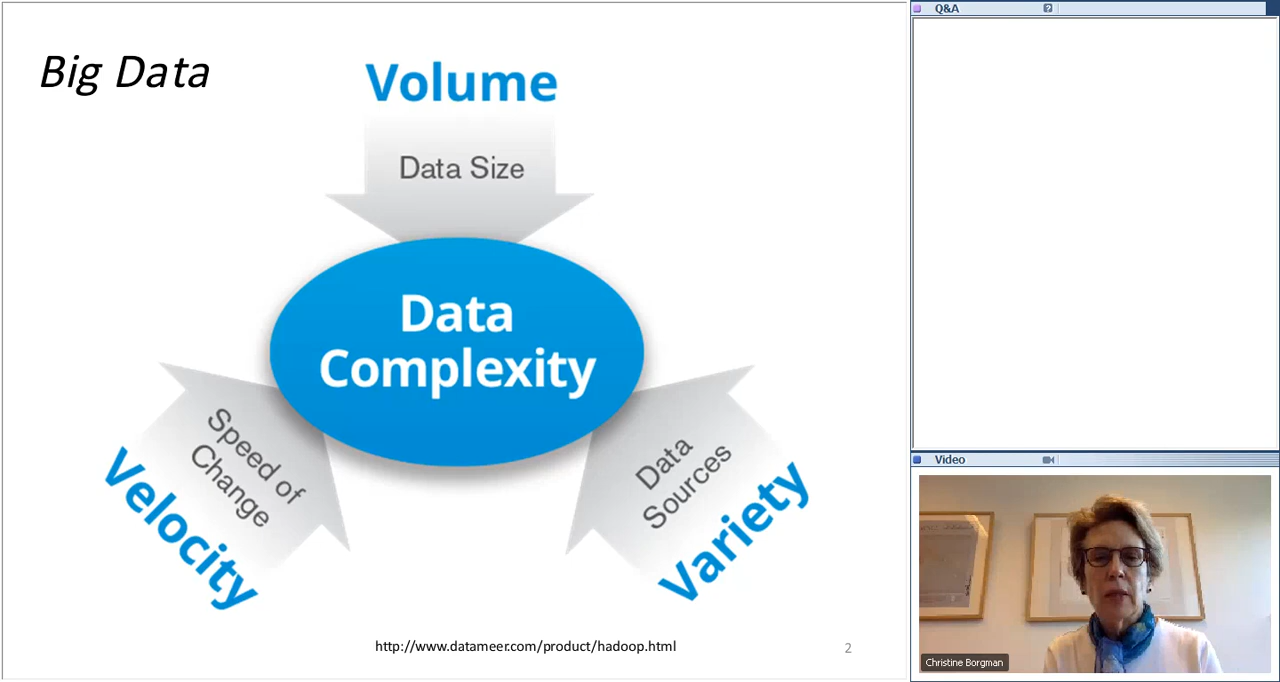 Big Data
Volume
Data Size
Data
Complexity
Speed of
Change
Velocity
Data
Sources
Variety
http://www.datameer.com/product/hadoop.html
2
Q&A
?
Video
Christine Borgman